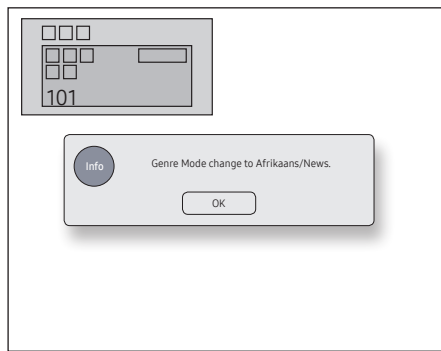 □□□
□□□
□□
101
Info
Genre Mode change to Afrikaans/News.
OK